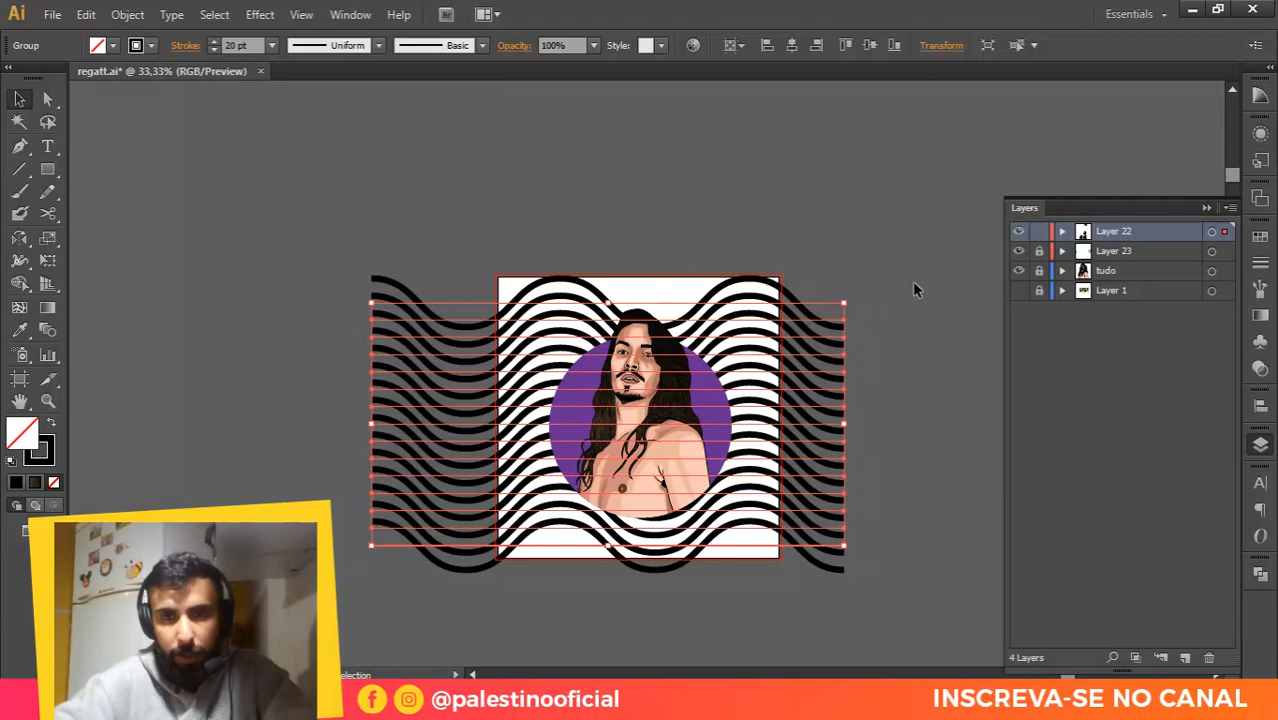 Ai File Edit Object Type Select Effect View Window Help Br Essentials
Group Stroke: 20 pt Uniform Basic Opacity: 100% Style: Transform
regatt.ai* @ 33,33% (RGB/Preview)
Layers
Layer 22
Layer 23
tudo
Layer 1
4 Layers
election
@palestinooficial INSCREVA-SE NO CANAL